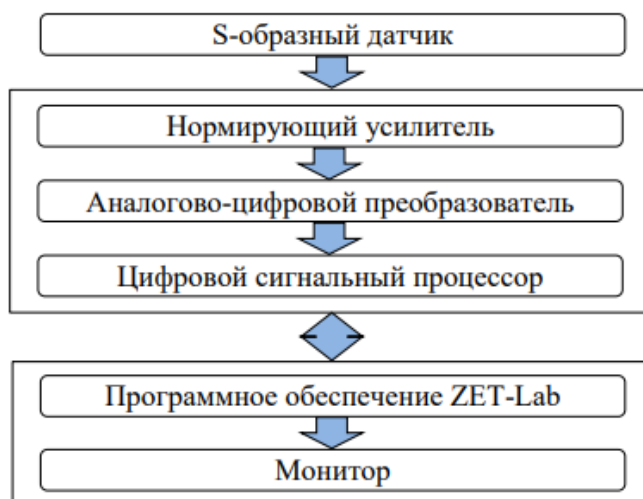 S-образный датчик
Нормирующий усилитель
Аналогово-цифровой преобразователь
Цифровой сигнальный процессор
Программное обеспечение ZET-Lab
Монитор